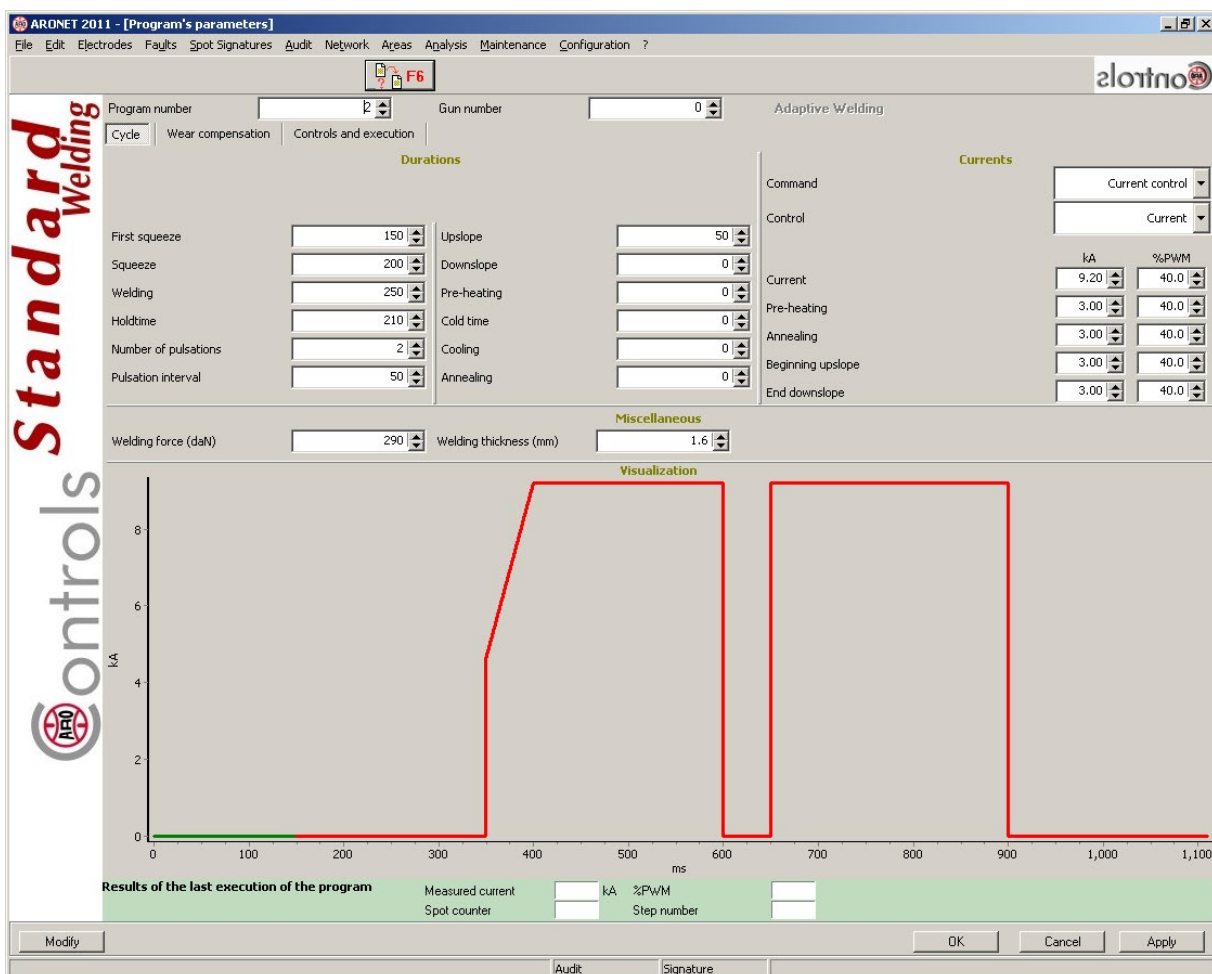 ARONET 2011 - [Program's parameters]
File Edit Electrodes Faults Spot Signatures Audit Network Areas Analysis Maintenance Configuration ?
? F6
Controls
Standard Welding
ARO Controls
Program number 2 Gun number 0 Adaptive Welding
Cycle Wear compensation Controls and execution
Durations
First squeeze 150 Upslope 50
Squeeze 200 Downslope 0
Welding 250 Pre-heating 0
Holdtime 210 Cold time 0
Number of pulsations 2 Cooling 0
Pulsation interval 50 Annealing 0
Currents
Command Current control
Control Current
kA %PWM
Current 9.20 40.0
Pre-heating 3.00 40.0
Annealing 3.00 40.0
Beginning upslope 3.00 40.0
End downslope 3.00 40.0
Miscellaneous
Welding force (daN) 290 Welding thickness (mm) 1.6
Visualization
kA
8
6
4
2
0
0 100 200 300 400 500 600 700 800 900 1,000 1,100
ms
Results of the last execution of the program
Measured current kA %PWM
Spot counter Step number
Modify OK Cancel Apply
Audit Signature